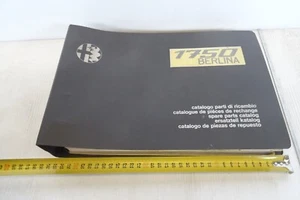 1750
BERLINA
catalogo parti di ricambio
catalogue de pièces de rechange
spare parts catalog
ersatzteil katalog
catalogo de piezas de repuesto